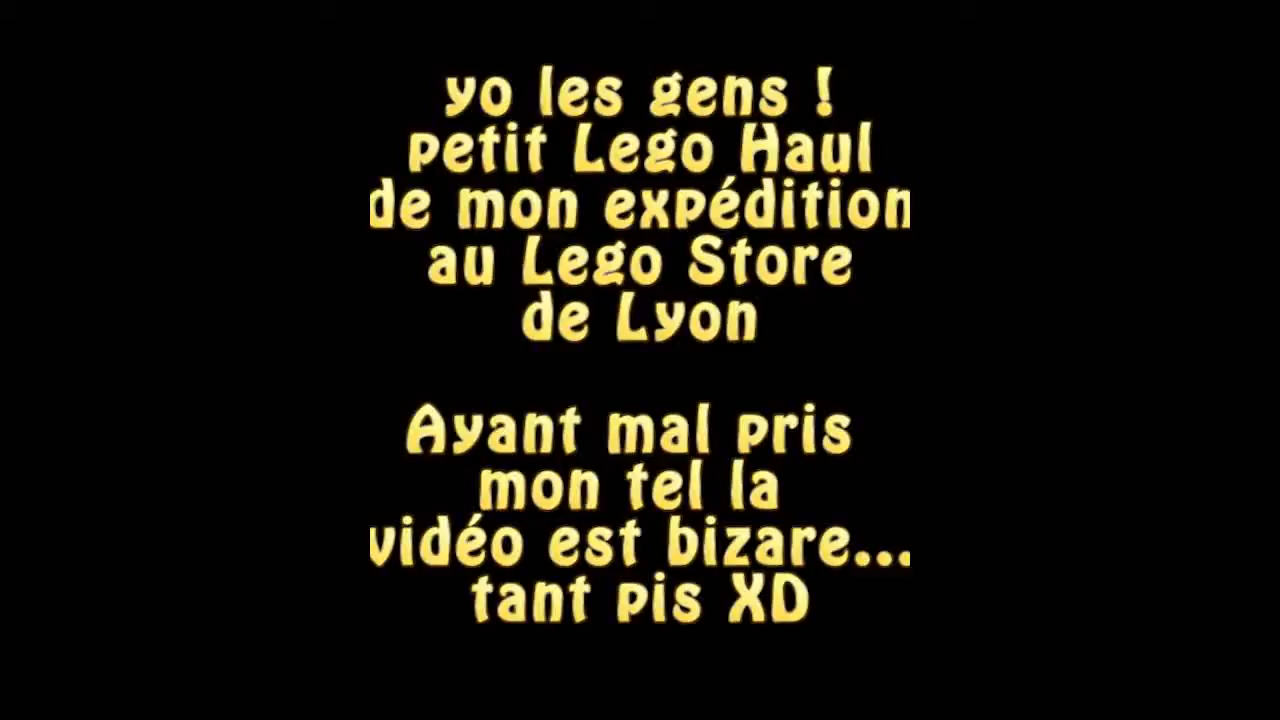 yo les gens !
petit Lego Haul
de mon expédition
au Lego Store
de Lyon
Ayant mal pris
mon tel la
vidéo est bizare...
tant pis XD